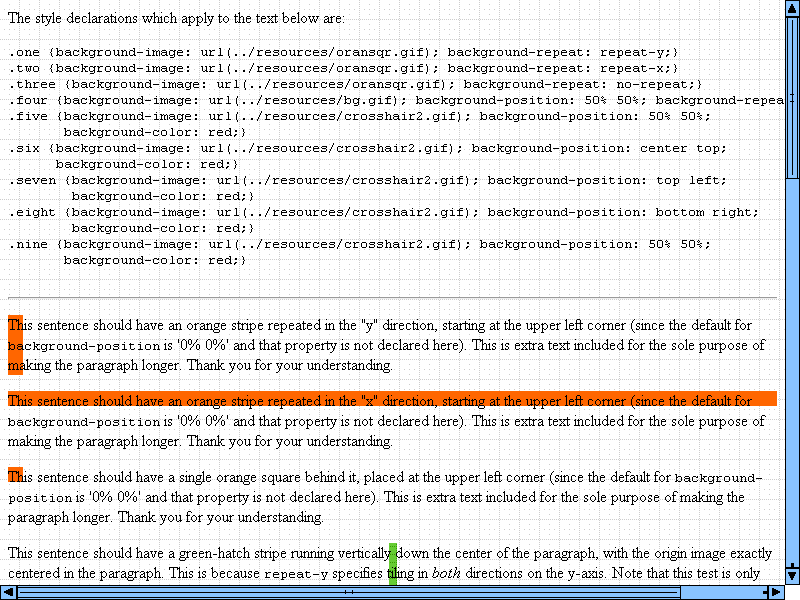 The style declarations which apply to the text below are:
.one {background-image: url(../resources/oransqr.gif); background-repeat: repeat-y;}
.two {background-image: url(../resources/oransqr.gif); background-repeat: repeat-x;}
.three {background-image: url(../resources/oransqr.gif); background-repeat: no-repeat;}
.four {background-image: url(../resources/bg.gif); background-position: 50% 50%; background-repea
.five {background-image: url(../resources/crosshair2.gif); background-position: 50% 50%;
background-color: red;}
.six {background-image: url(../resources/crosshair2.gif); background-position: center top;
background-color: red;}
.seven {background-image: url(../resources/crosshair2.gif); background-position: top left;
background-color: red;}
.eight {background-image: url(../resources/crosshair2.gif); background-position: bottom right;
background-color: red;}
.nine {background-image: url(../resources/crosshair2.gif); background-position: 50% 50%;
background-color: red;}
This sentence should have an orange stripe repeated in the "y" direction, starting at the upper left corner (since the default for
background-position is '0% 0%' and that property is not declared here). This is extra text included for the sole purpose of
making the paragraph longer. Thank you for your understanding.
This sentence should have an orange stripe repeated in the "x" direction, starting at the upper left corner (since the default for
background-position is '0% 0%' and that property is not declared here). This is extra text included for the sole purpose of
making the paragraph longer. Thank you for your understanding.
This sentence should have a single orange square behind it, placed at the upper left corner (since the default for background-
position is '0% 0%' and that property is not declared here). This is extra text included for the sole purpose of making the
paragraph longer. Thank you for your understanding.
This sentence should have a green-hatch stripe running vertically down the center of the paragraph, with the origin image exactly
centered in the paragraph. This is because repeat-y specifies tiling in both directions on the y-axis. Note that this test is only